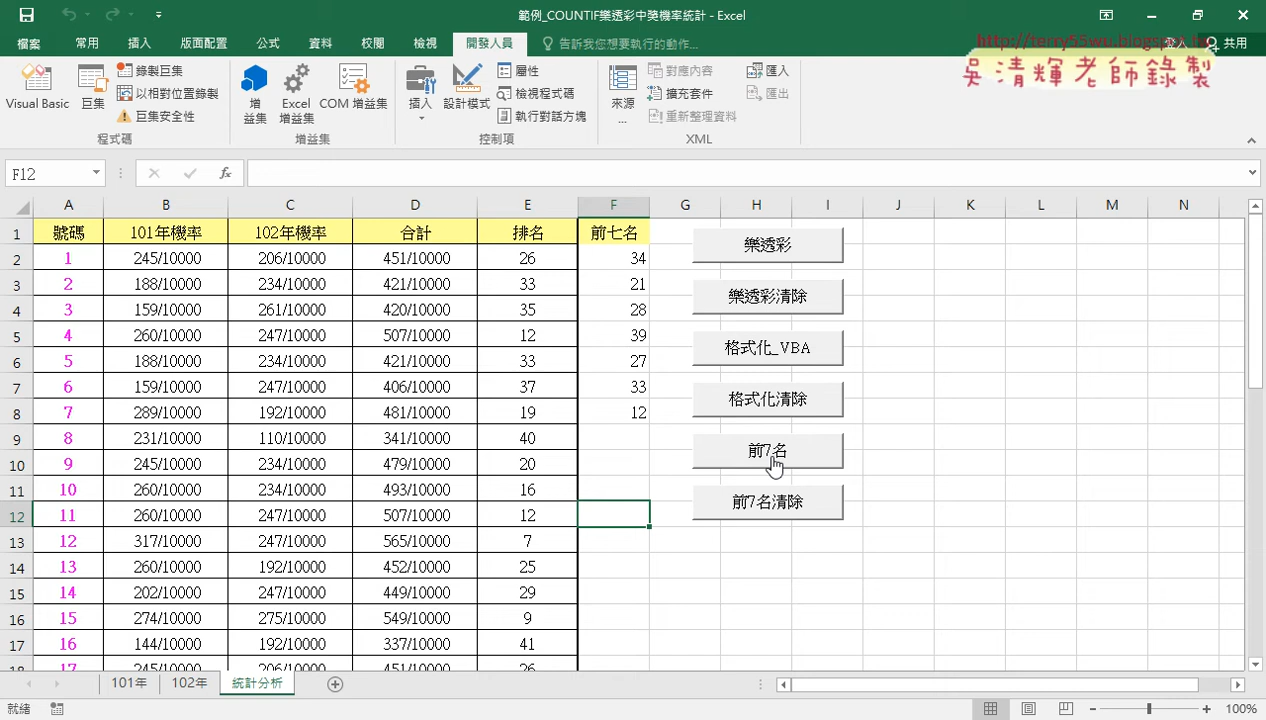 範例_COUNTIF樂透彩中獎機率統計 - Excel
檔案 常用 插入 版面配置 公式 資料 校閱 檢視 開發人員 告訴我您想要執行的動作... 登入 共用
http://terry55wu.blogspot.tw
吳清輝老師錄製
Visual Basic 巨集 錄製巨集 以相對位置錄製 巨集安全性 程式碼
增益集 Excel 增益集 COM 增益集 增益集
插入 設計模式 屬性 檢視程式碼 執行對話方塊 控制項
來源... 對應內容 擴充套件 重新整理資料 匯入 匯出 XML
F12 fx
A B C D E F G H I J K L M N
1 號碼 101年機率 102年機率 合計 排名 前七名
2 1 245/10000 206/10000 451/10000 26 34 樂透彩
3 2 188/10000 234/10000 421/10000 33 21
4 3 159/10000 261/10000 420/10000 35 28 樂透彩清除
5 4 260/10000 247/10000 507/10000 12 39
6 5 188/10000 234/10000 421/10000 33 27 格式化_VBA
7 6 159/10000 247/10000 406/10000 37 33
8 7 289/10000 192/10000 481/10000 19 12 格式化清除
9 8 231/10000 110/10000 341/10000 40
10 9 245/10000 234/10000 479/10000 20 前7名
11 10 260/10000 234/10000 493/10000 16
12 11 260/10000 247/10000 507/10000 12 前7名清除
13 12 317/10000 247/10000 565/10000 7
14 13 260/10000 192/10000 452/10000 25
15 14 202/10000 247/10000 449/10000 29
16 15 274/10000 275/10000 549/10000 9
17 16 144/10000 192/10000 337/10000 41
18 17 245/10000 206/10000 451/10000 26
101年 102年 統計分析
就緒 100%